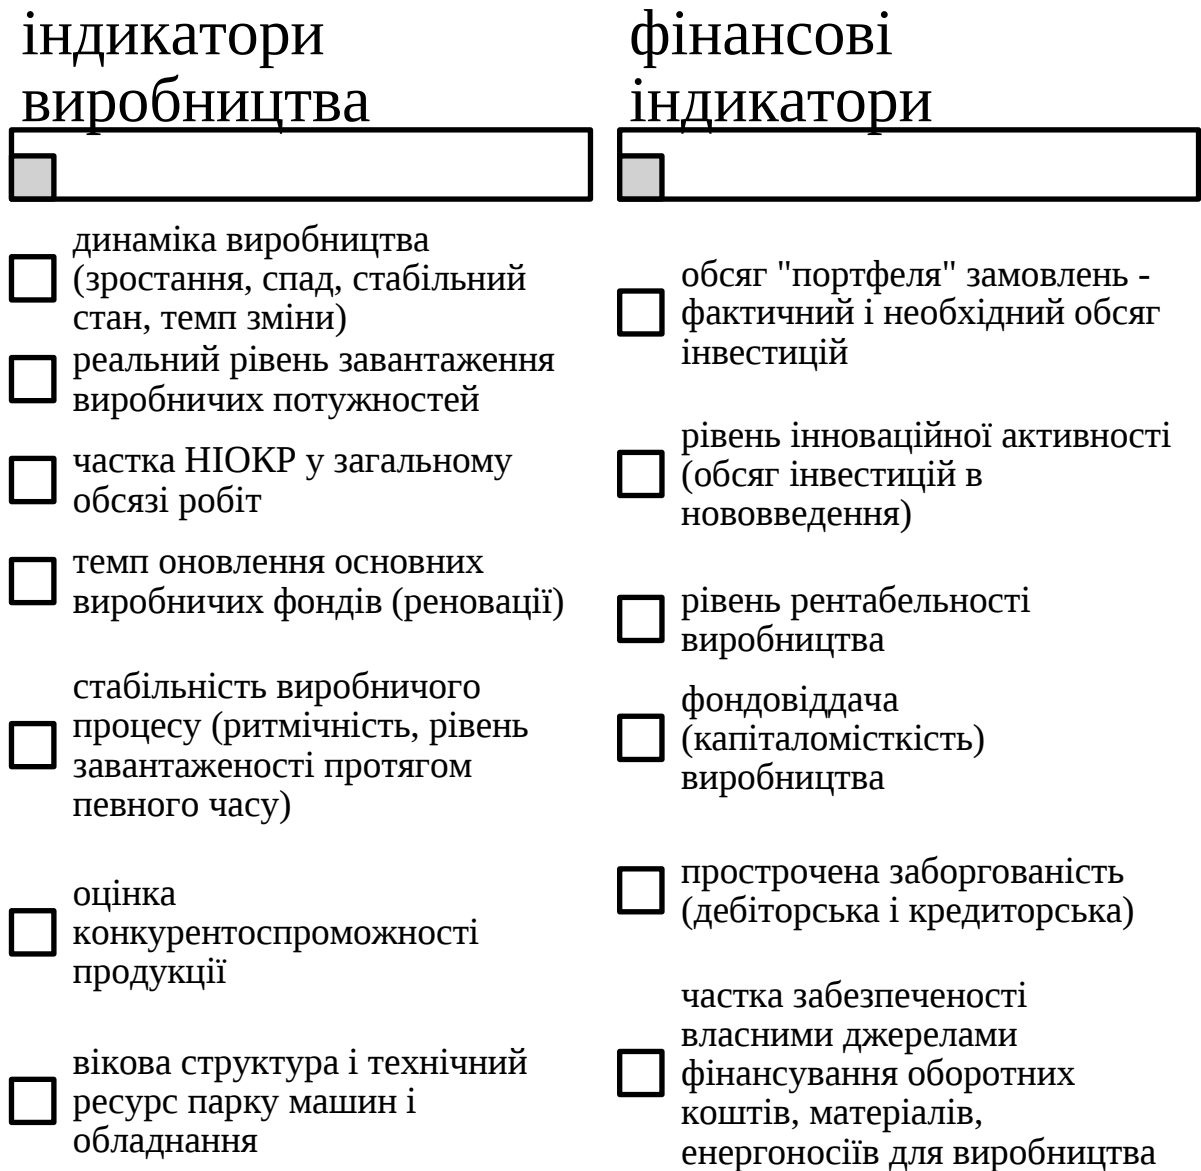 індикатори
виробництва
динаміка виробництва
(зростання, спад, стабільний
стан, темп зміни)
реальний рівень завантаження
виробничих потужностей
частка НІОКР у загальному
обсязі робіт
темп оновлення основних
виробничих фондів (реновації)
стабільність виробничого
процесу (ритмічність, рівень
завантаженості протягом
певного часу)
оцінка
конкурентоспроможності
продукції
вікова структура і технічний
ресурс парку машин і
обладнання
фінансові
індикатори
обсяг "портфеля" замовлень -
фактичний і необхідний обсяг
інвестицій
рівень інноваційної активності
(обсяг інвестицій в
нововведення)
рівень рентабельності
виробництва
фондовіддача
(капіталомісткість)
виробництва
прострочена заборгованість
(дебіторська і кредиторська)
частка забезпеченості
власними джерелами
фінансування оборотних
коштів, матеріалів,
енергоносіїв для виробництва